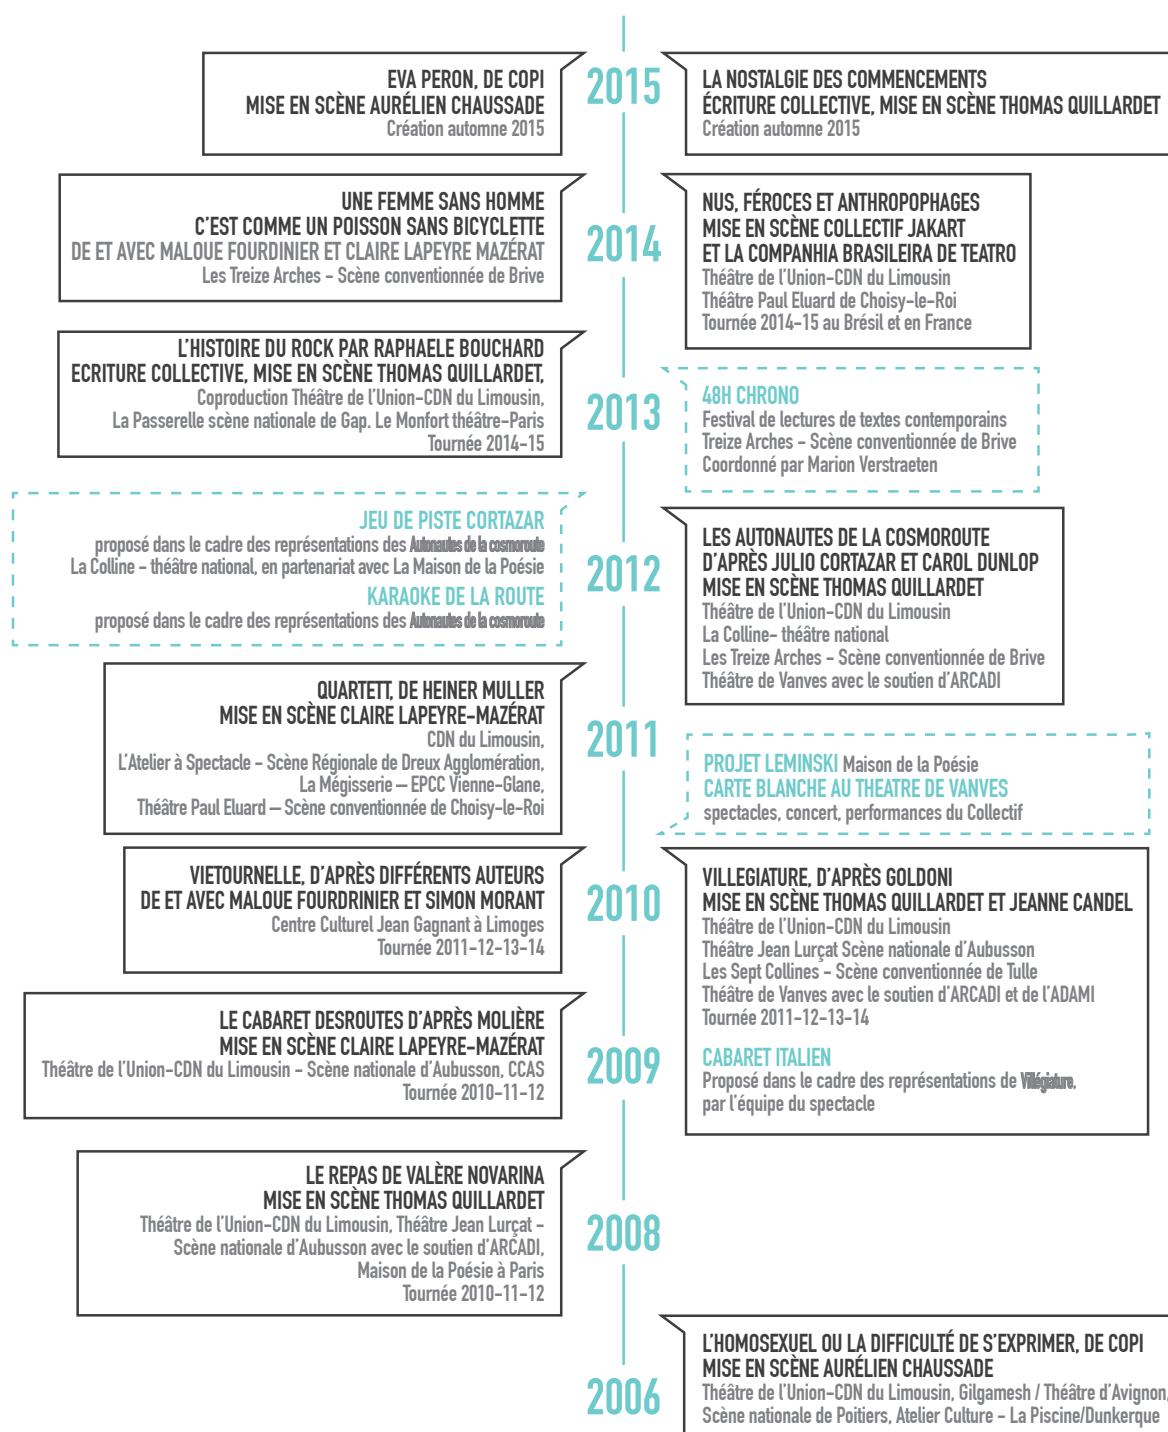 2015
EVA PERON, DE COPI
MISE EN SCÈNE AURÉLIEN CHAUSSADE
Création automne 2015
LA NOSTALGIE DES COMMENCEMENTS
ÉCRITURE COLLECTIVE, MISE EN SCÈNE THOMAS QUILLARDET
Création automne 2015
2014
UNE FEMME SANS HOMME
C'EST COMME UN POISSON SANS BICYCLETTE
DE ET AVEC MALOUE FOURDINIER ET CLAIRE LAPEYRE MAZÉRAT
Les Treize Arches - Scène conventionnée de Brive
NUS, FÉROCES ET ANTHROPOPHAGES
MISE EN SCÈNE COLLECTIF JAKART
ET LA COMPANHIA BRASILEIRA DE TEATRO
Théâtre de l'Union-CDN du Limousin
Théâtre Paul Eluard de Choisy-le-Roi
Tournée 2014-15 au Brésil et en France
2013
L'HISTOIRE DU ROCK PAR RAPHAELE BOUCHARD
ECRITURE COLLECTIVE, MISE EN SCÈNE THOMAS QUILLARDET,
Coproduction Théâtre de l'Union-CDN du Limousin,
La Passerelle scène nationale de Gap. Le Monfort théâtre-Paris
Tournée 2014-15
48H CHRONO
Festival de lectures de textes contemporains
Treize Arches - Scène conventionnée de Brive
Coordonné par Marion Verstraeten
2012
JEU DE PISTE CORTAZAR
proposé dans le cadre des représentations des Autonautes de la cosmoroute
La Colline - théâtre national, en partenariat avec La Maison de la Poésie
KARAOKE DE LA ROUTE
proposé dans le cadre des représentations des Autonautes de la cosmoroute
LES AUTONAUTES DE LA COSMOROUTE
D'APRÈS JULIO CORTAZAR ET CAROL DUNLOP
MISE EN SCÈNE THOMAS QUILLARDET
Théâtre de l'Union-CDN du Limousin
La Colline- théâtre national
Les Treize Arches - Scène conventionnée de Brive
Théâtre de Vanves avec le soutien d'ARCADI
2011
QUARTETT, DE HEINER MULLER
MISE EN SCÈNE CLAIRE LAPEYRE-MAZÉRAT
CDN du Limousin,
L'Atelier à Spectacle - Scène Régionale de Dreux Agglomération,
La Mégisserie – EPCC Vienne-Glane,
Théâtre Paul Eluard – Scène conventionnée de Choisy-le-Roi
PROJET LEMINSKI Maison de la Poésie
CARTE BLANCHE AU THEATRE DE VANVES
spectacles, concert, performances du Collectif
2010
VIETOURNELLE, D'APRÈS DIFFÉRENTS AUTEURS
DE ET AVEC MALOUE FOURDRINIER ET SIMON MORANT
Centre Culturel Jean Gagnant à Limoges
Tournée 2011-12-13-14
VILLEGIATURE, D'APRÈS GOLDONI
MISE EN SCÈNE THOMAS QUILLARDET ET JEANNE CANDEL
Théâtre de l'Union-CDN du Limousin
Théâtre Jean Lurçat Scène nationale d'Aubusson
Les Sept Collines - Scène conventionnée de Tulle
Théâtre de Vanves avec le soutien d'ARCADI et de l'ADAMI
Tournée 2011-12-13-14
CABARET ITALIEN
Proposé dans le cadre des représentations de Villégiature,
par l'équipe du spectacle
2009
LE CABARET DESROUTES D'APRÈS MOLIÈRE
MISE EN SCÈNE CLAIRE LAPEYRE-MAZÉRAT
Théâtre de l'Union-CDN du Limousin - Scène nationale d'Aubusson, CCAS
Tournée 2010-11-12
2008
LE REPAS DE VALÈRE NOVARINA
MISE EN SCÈNE THOMAS QUILLARDET
Théâtre de l'Union-CDN du Limousin, Théâtre Jean Lurçat -
Scène nationale d'Aubusson avec le soutien d'ARCADI,
Maison de la Poésie à Paris
Tournée 2010-11-12
2006
L'HOMOSEXUEL OU LA DIFFICULTÉ DE S'EXPRIMER, DE COPI
MISE EN SCÈNE AURÉLIEN CHAUSSADE
Théâtre de l'Union-CDN du Limousin, Gilgamesh / Théâtre d'Avignon,
Scène nationale de Poitiers, Atelier Culture - La Piscine/Dunkerque